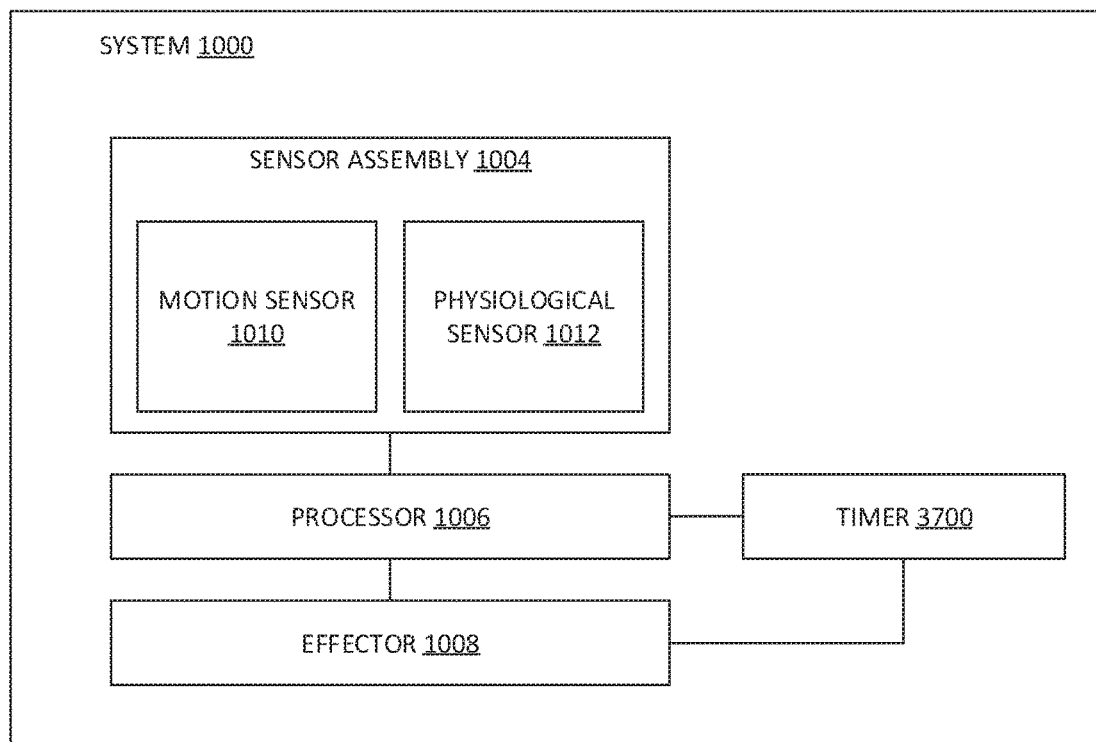 SYSTEM 1000
SENSOR ASSEMBLY 1004
MOTION SENSOR
1010
PHYSIOLOGICAL
SENSOR 1012
PROCESSOR 1006
TIMER 3700
EFFECTOR 1008